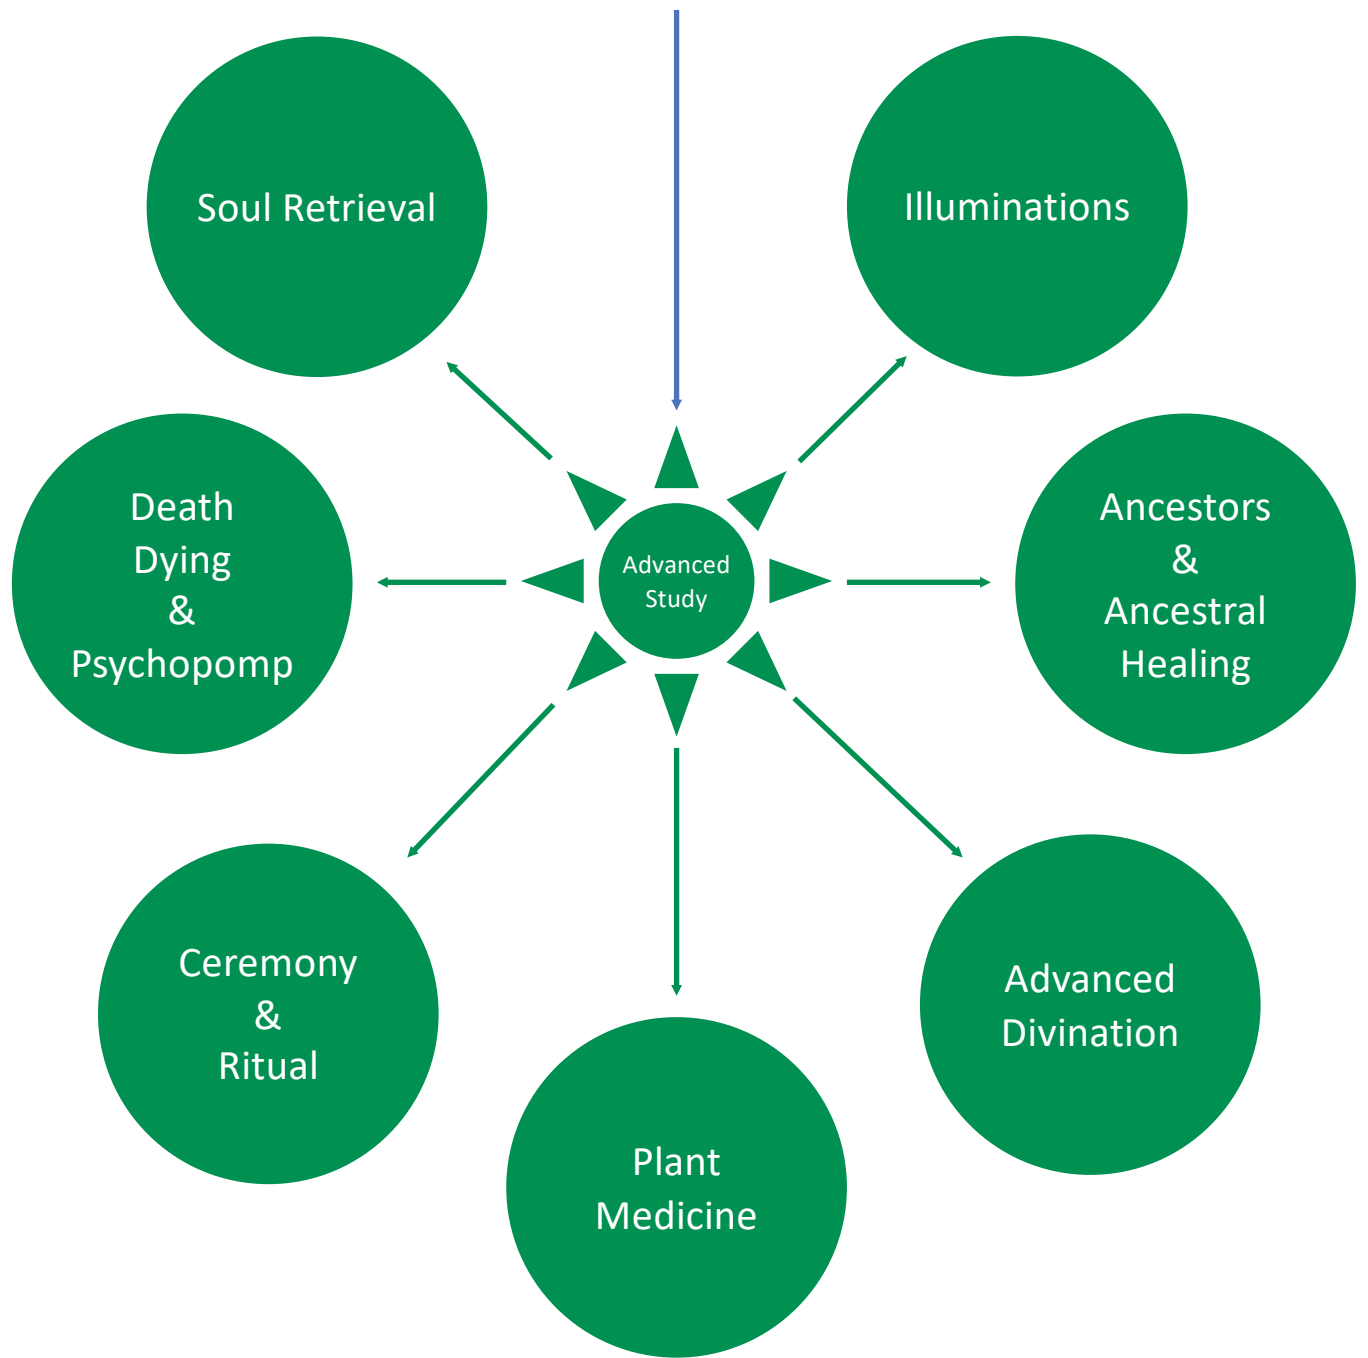 Soul Retrieval
Illuminations
Death
Dying
&
Psychopomp
Advanced
Study
Ancestors
&
Ancestral
Healing
Ceremony
&
Ritual
Advanced
Divination
Plant
Medicine